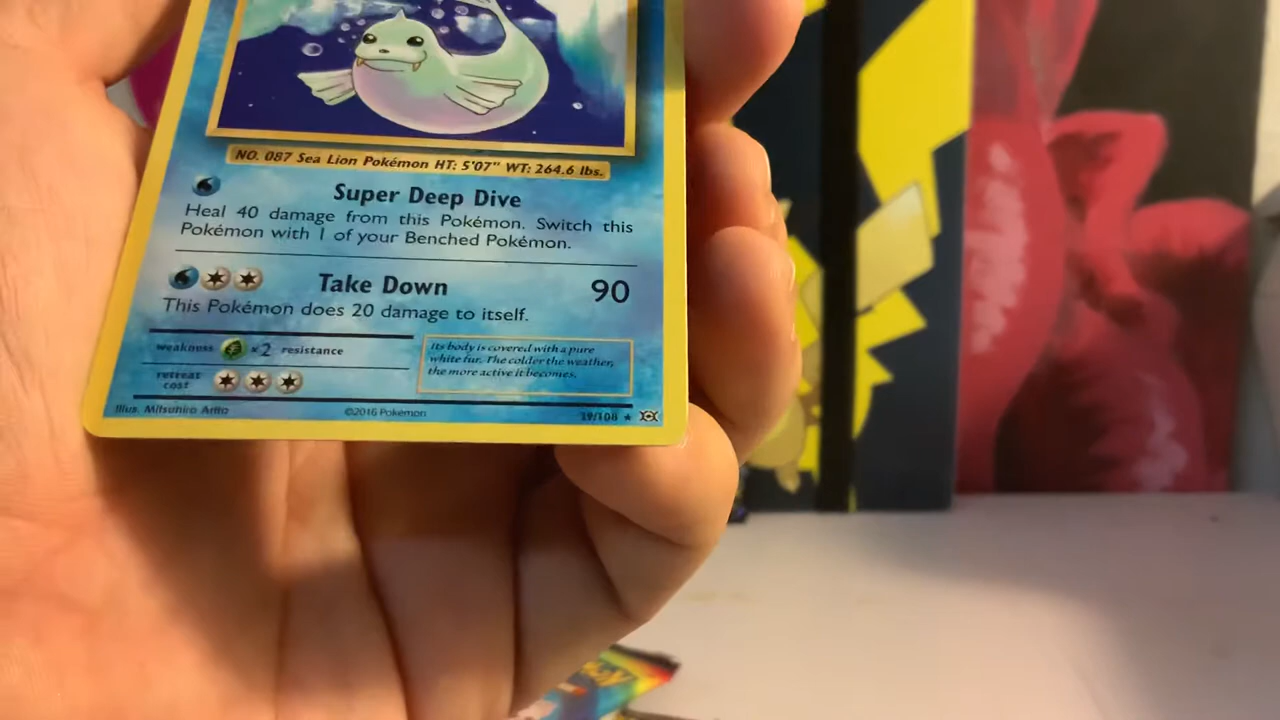 NO. 087 Sea Lion Pokémon HT: 5'07" WT: 264.6 lbs.
Super Deep Dive
Heal 40 damage from this Pokémon. Switch this
Pokémon with 1 of your Benched Pokémon.
Take Down 90
This Pokémon does 20 damage to itself.
weakness ×2 resistance
retreat
cost
Its body is covered with a pure
white fur. The colder the weather,
the more active it becomes.
Illus. Mitsuhiro Arita ©2016 Pokémon 39/108 ★